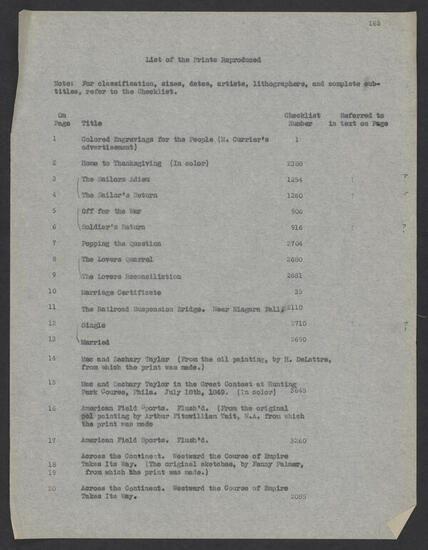 185
List of the Prints Reproduced
Note: For classification, sizes, dates, artists, lithographers, and complete sub-
titles, refer to the Checklist.
On Page Title Checklist Number Referred to in text on Page
1 Colored Engravings for the People (N. Currier's 1
advertisement)
2 Home to Thanksgiving (In color) 2380
3 The Sailors Adieu 1254 ?
4 The Sailor's Return 1260 ?
5 Off for the War 906 ?
6 Soldier's Return 916 ?
7 Popping the Question 2704
8 The Lovers Quarrel 2680
9 The Lovers Reconciliation 2681
10 Marriage Certificate 35
11 The Railroad Suspension Bridge. Near Niagara Falls 2110
12 Single 2710
13 Married 2690
14 Mac and Zachary Taylor (From the oil painting, by H. DeLattre,
from which the print was made.)
15 Mac and Zachary Taylor in the Great Contest at Hunting
Park Course, Phila. July 18th, 1849. (In color) 2645
16 American Field Sports. Flush'd. (From the original
oil painting by Arthur Fitzwilliam Tait, N.A. from which
the print was made
17 American Field Sports. Flush'd. 3260
Across the Continent. Westward the Course of Empire
18 Takes Its Way. (The original sketches, by Fanny Palmer,
19 from which the print was made.)
20 Across the Continent. Westward the Course of Empire
Takes Its Way. 2085